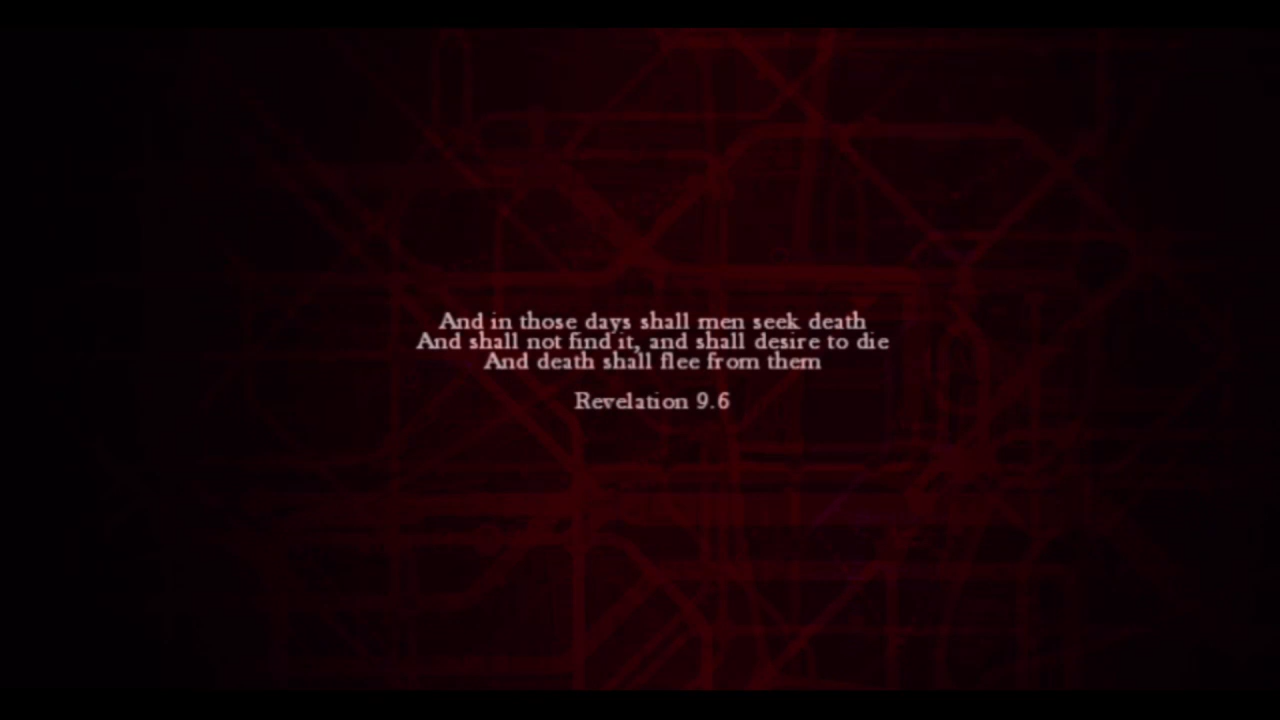 And in those days shall men seek death
And shall not find it, and shall desire to die
And death shall flee from them
Revelation 9.6